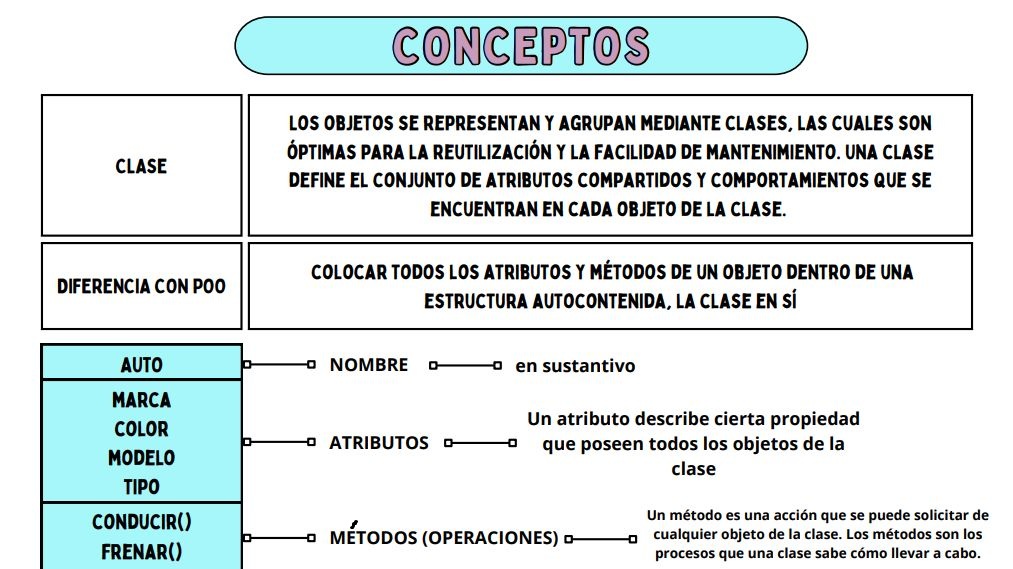 CONCEPTOS
CLASE
LOS OBJETOS SE REPRESENTAN Y AGRUPAN MEDIANTE CLASES, LAS CUALES SON
ÓPTIMAS PARA LA REUTILIZACIÓN Y LA FACILIDAD DE MANTENIMIENTO. UNA CLASE
DEFINE EL CONJUNTO DE ATRIBUTOS COMPARTIDOS Y COMPORTAMIENTOS QUE SE
ENCUENTRAN EN CADA OBJETO DE LA CLASE.
DIFERENCIA CON POO
COLOCAR TODOS LOS ATRIBUTOS Y MÉTODOS DE UN OBJETO DENTRO DE UNA
ESTRUCTURA AUTOCONTENIDA, LA CLASE EN SÍ
AUTO
NOMBRE
en sustantivo
MARCA
COLOR
MODELO
TIPO
ATRIBUTOS
Un atributo describe cierta propiedad
que poseen todos los objetos de la
clase
CONDUCIR()
FRENAR()
MÉTODOS (OPERACIONES)
Un método es una acción que se puede solicitar de
cualquier objeto de la clase. Los métodos son los
procesos que una clase sabe cómo llevar a cabo.